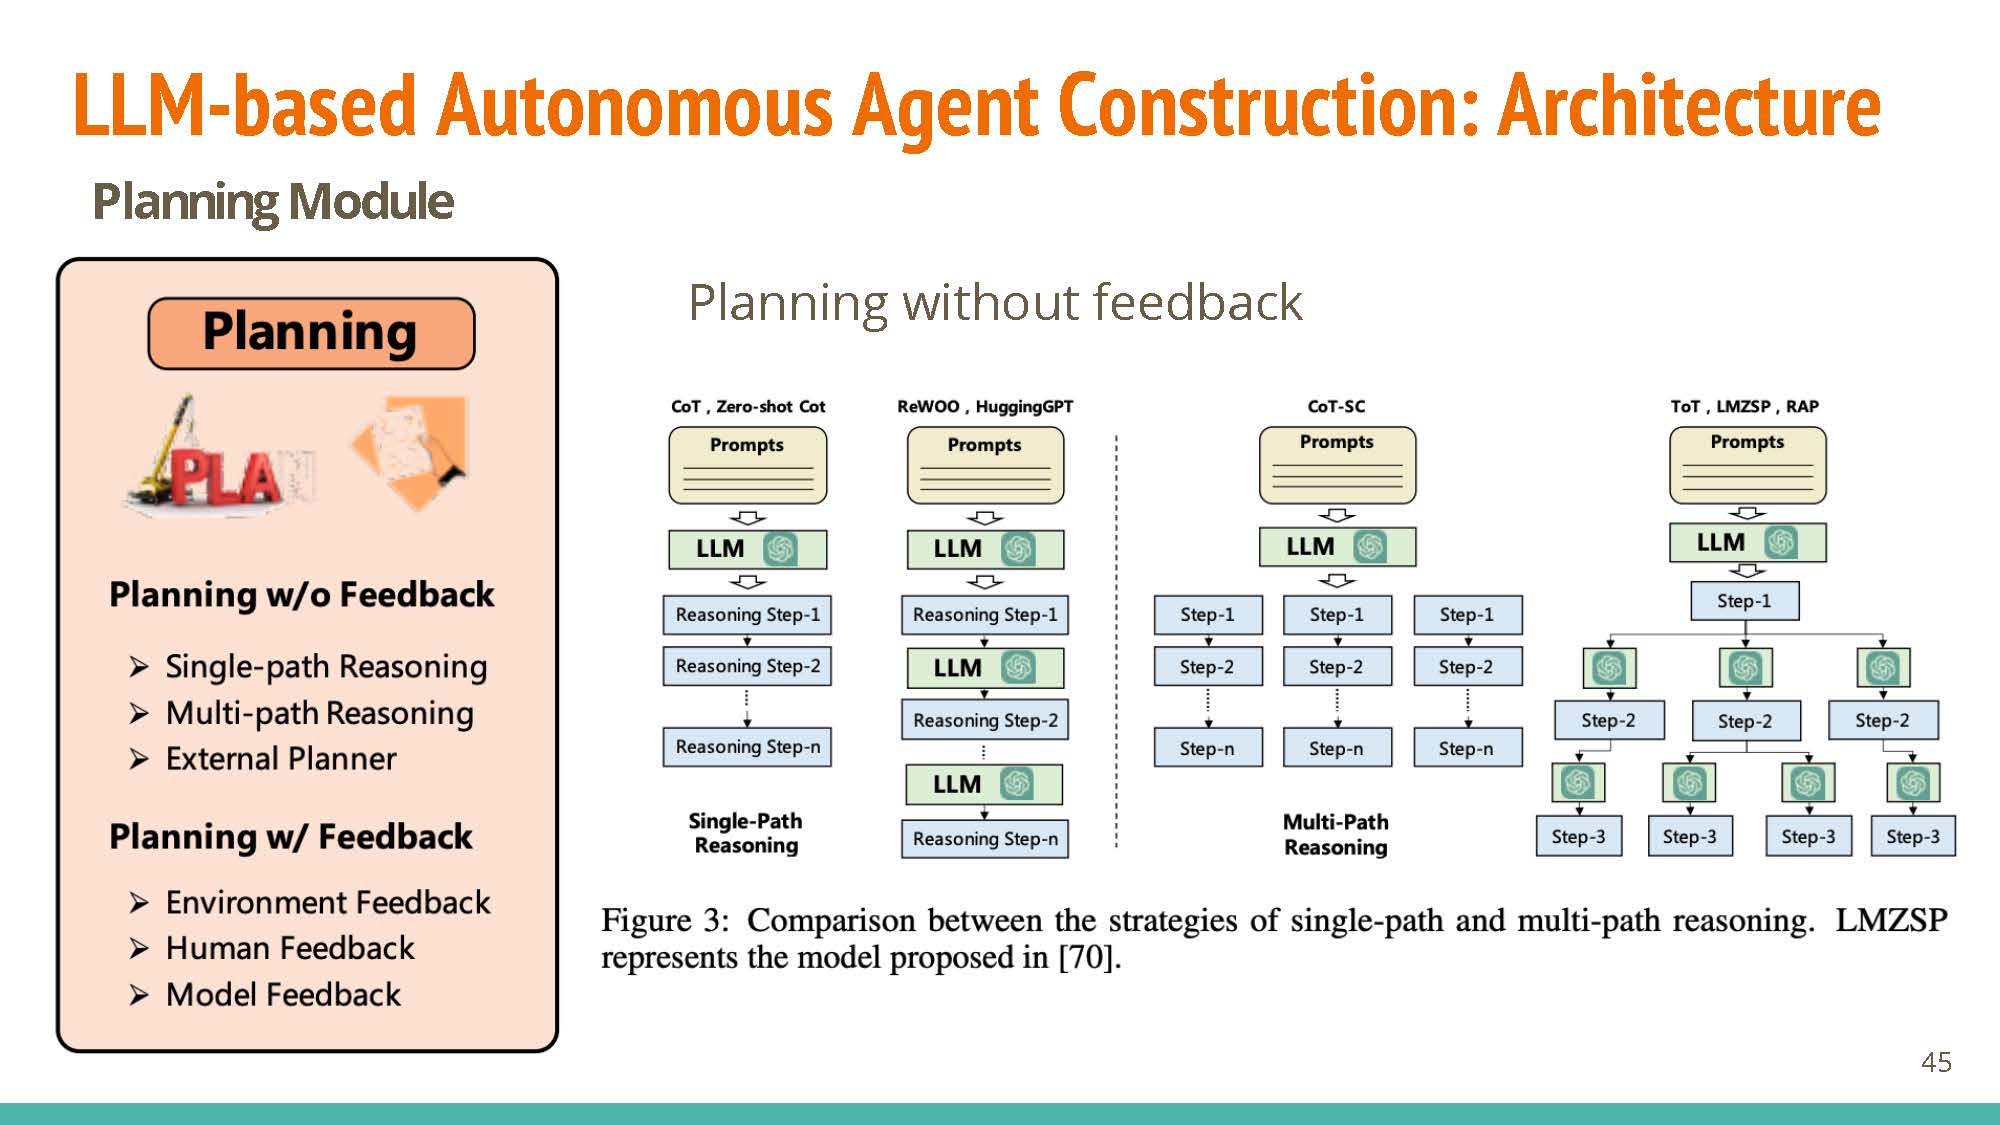 LLM-based Autonomous Agent Construction: Architecture
Planning Module
Planning
PLA
Planning w/o Feedback
➢ Single-path Reasoning
➢ Multi-path Reasoning
➢ External Planner
Planning w/ Feedback
➢ Environment Feedback
➢ Human Feedback
➢ Model Feedback
Planning without feedback
CoT , Zero-shot Cot
Prompts
LLM
Reasoning Step-1
Reasoning Step-2
Reasoning Step-n
Single-Path
Reasoning
ReWOO , HuggingGPT
Prompts
LLM
Reasoning Step-1
LLM
Reasoning Step-2
LLM
Reasoning Step-n
CoT-SC
Prompts
LLM
Step-1 Step-1 Step-1
Step-2 Step-2 Step-2
Step-n Step-n Step-n
Multi-Path
Reasoning
ToT , LMZSP , RAP
Prompts
LLM
Step-1
Step-2 Step-2 Step-2
Step-3 Step-3 Step-3 Step-3
Figure 3: Comparison between the strategies of single-path and multi-path reasoning. LMZSP
represents the model proposed in [70].
45